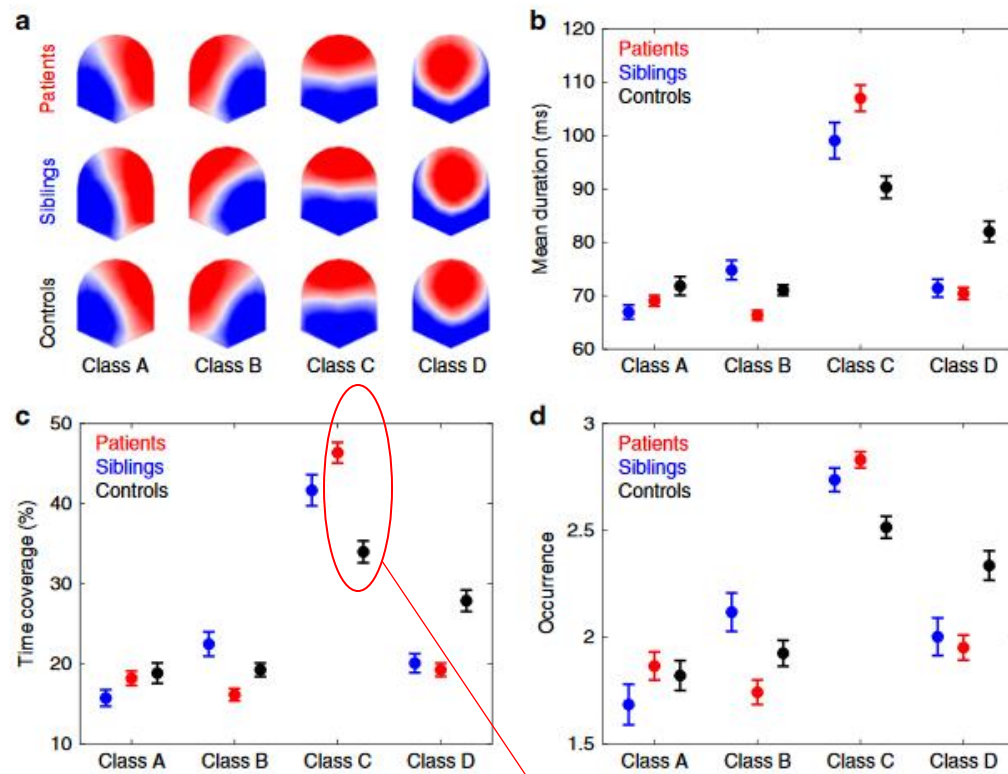 a
Patients
Siblings
Controls
Class A Class B Class C Class D
b
120
110
100
90
80
70
60
Mean duration (ms)
Patients
Siblings
Controls
Class A Class B Class C Class D
c
50
40
30
20
10
Time coverage (%)
Patients
Siblings
Controls
Class A Class B Class C Class D
d
3
2.5
2
1.5
Occurrence
Patients
Siblings
Controls
Class A Class B Class C Class D